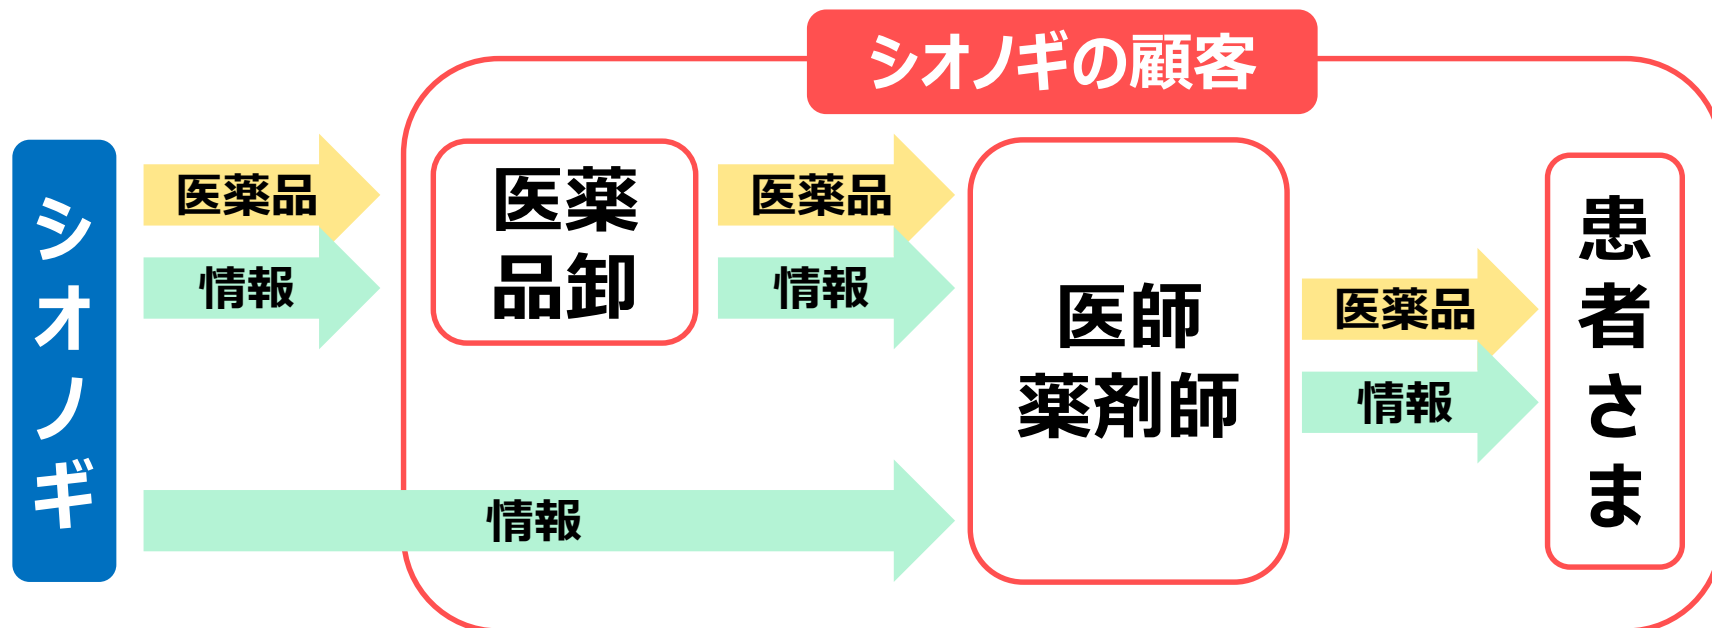 シオノギの顧客
シオノギ
医薬品
情報
医薬
品卸
医薬品
情報
情報
医師
薬剤師
医薬品
情報
患者さま